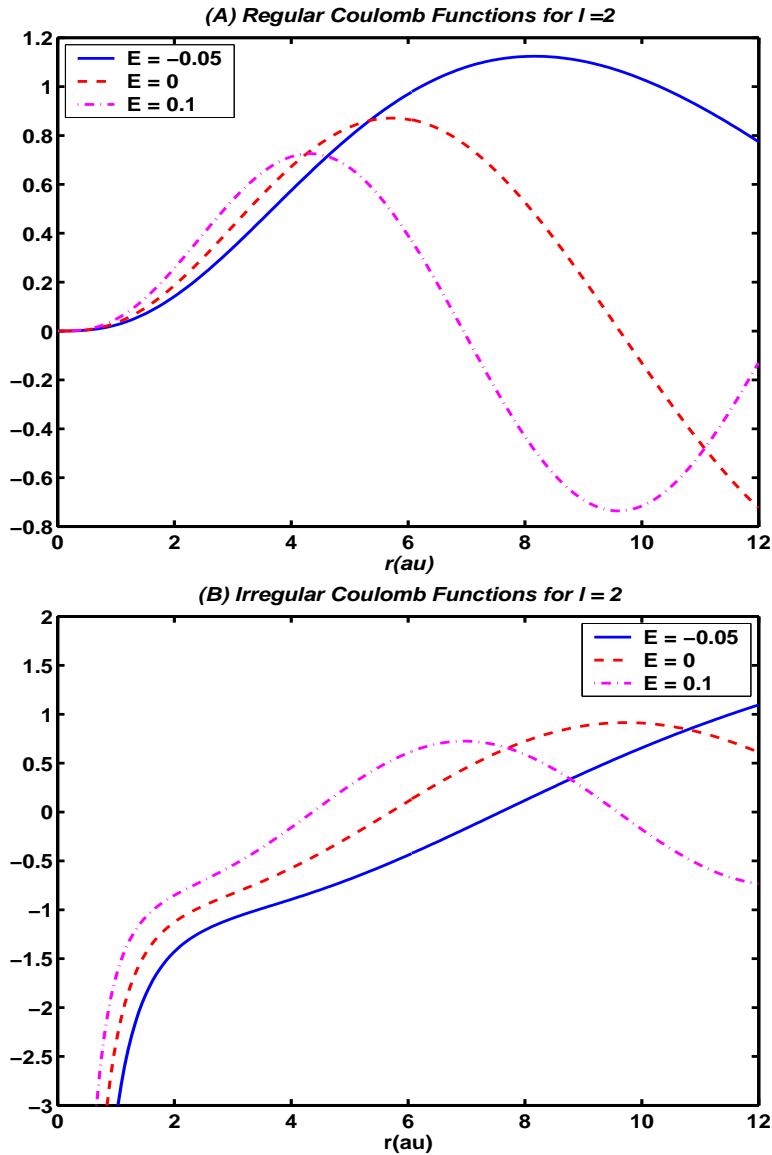 (A) Regular Coulomb Functions for l =2
1.2
1
0.8
0.6
0.4
0.2
0
−0.2
−0.4
−0.6
−0.8
E = −0.05
E = 0
E = 0.1
0 2 4 6 8 10 12
r(au)
(B) Irregular Coulomb Functions for l = 2
2
1.5
1
0.5
0
−0.5
−1
−1.5
−2
−2.5
−3
E = −0.05
E = 0
E = 0.1
0 2 4 6 8 10 12
r(au)